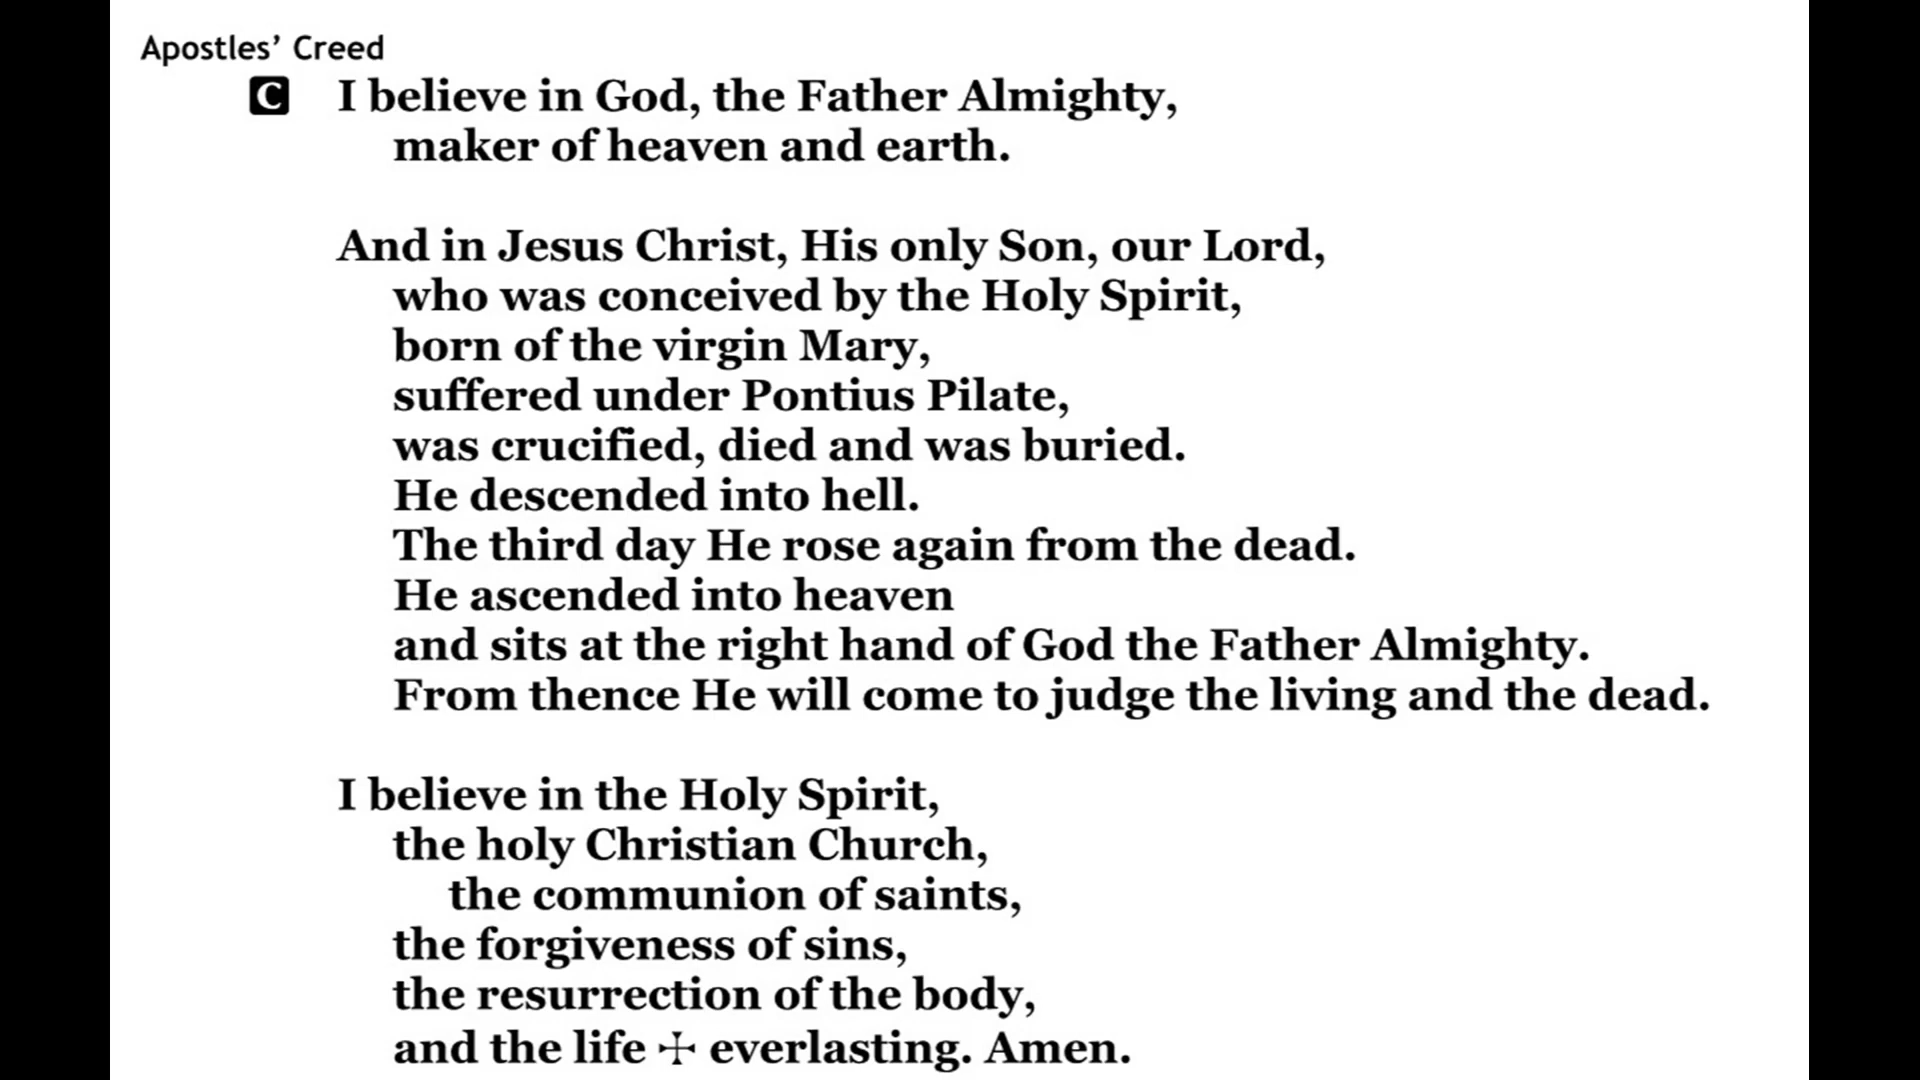 Apostles’ Creed
C I believe in God, the Father Almighty,
maker of heaven and earth.
And in Jesus Christ, His only Son, our Lord,
who was conceived by the Holy Spirit,
born of the virgin Mary,
suffered under Pontius Pilate,
was crucified, died and was buried.
He descended into hell.
The third day He rose again from the dead.
He ascended into heaven
and sits at the right hand of God the Father Almighty.
From thence He will come to judge the living and the dead.
I believe in the Holy Spirit,
the holy Christian Church,
the communion of saints,
the forgiveness of sins,
the resurrection of the body,
and the life ☩ everlasting. Amen.